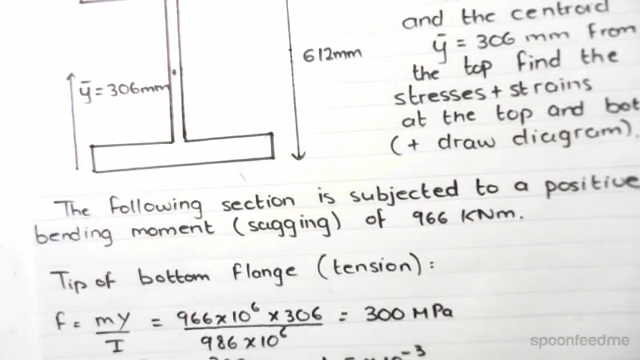 and the centroid
ȳ = 306 mm from
the top find the
stresses + strains
at the top and bot
(+ draw diagram).
612mm
ȳ = 306mm
The following section is subjected to a positive
bending moment (sagging) of 966 KNm.
Tip of bottom flange (tension) :
f = my/I = 966x10⁶ x 306 / 986 x 10⁶ = 300 MPa
spoonfeedme